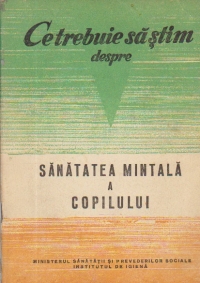 Ce trebuie să știm
despre
SĂNĂTATEA MINTALĂ
A
COPILULUI
MINISTERUL SĂNĂTĂȚII ȘI PREVEDERILOR SOCIALE
INSTITUTUL DE IGIENĂ